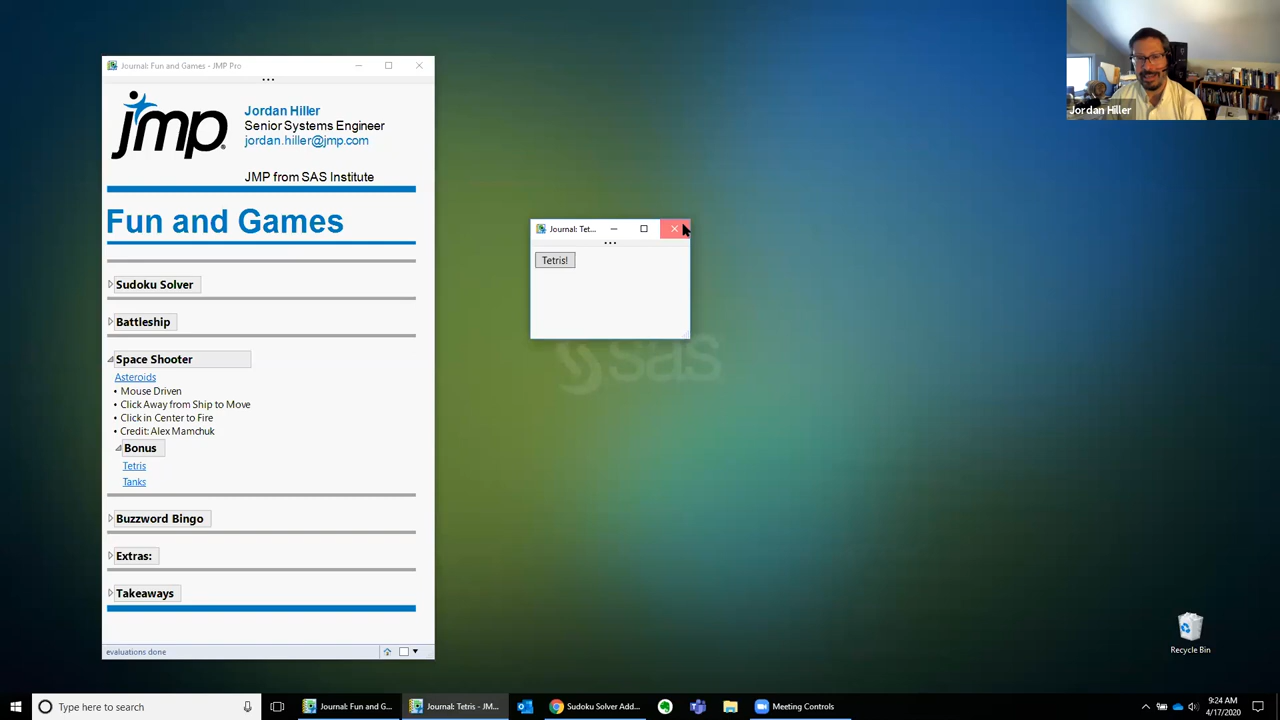 Journal: Fun and Games - JMP Pro
jmp
Jordan Hiller
Senior Systems Engineer
jordan.hiller@jmp.com
JMP from SAS Institute
Fun and Games
Sudoku Solver
Battleship
Space Shooter
Asteroids
• Mouse Driven
• Click Away from Ship to Move
• Click in Center to Fire
• Credit: Alex Mamchuk
Bonus
Tetris
Tanks
Buzzword Bingo
Extras:
Takeaways
evaluations done
Journal: Tet...
Tetris!
sas
Jordan Hiller
Recycle Bin
Type here to search
Journal: Fun and G...
Journal: Tetris - JM...
Sudoku Solver Add...
Meeting Controls
9:24 AM
4/17/2020